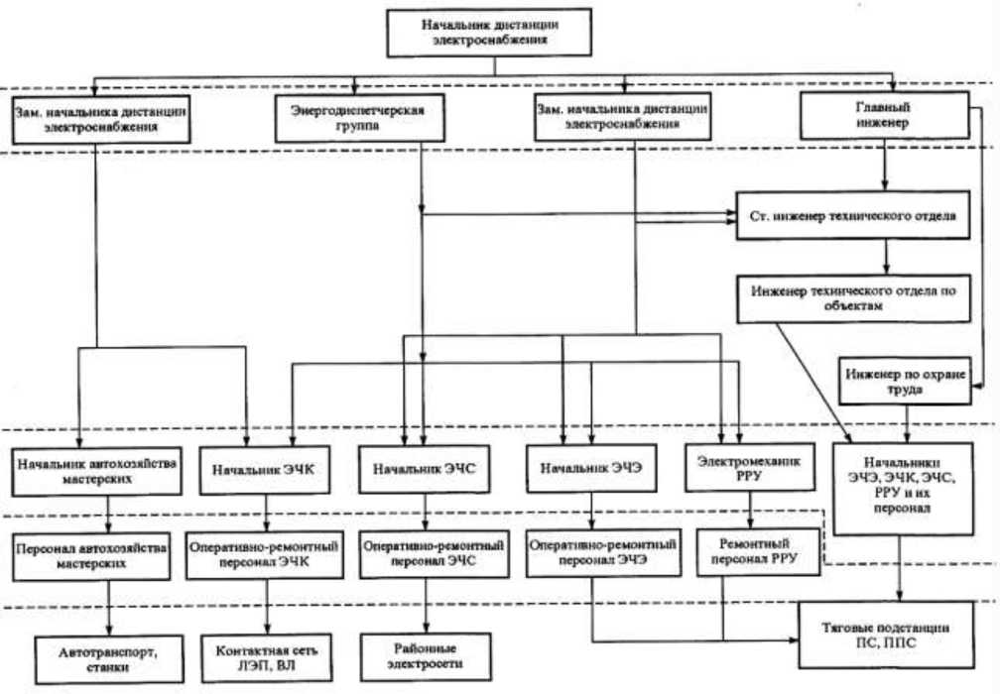 Начальник дистанции
электроснабжения
Зам. начальника дистанции
электроснабжения
Энергодиспетчерская
группа
Зам. начальника дистанции
электроснабжения
Главный
инженер
Ст. инженер технического отдела
Инженер технического отдела по
объектам
Инженер по охране
труда
Начальник автохозяйства
мастерских
Начальник ЭЧК
Начальник ЭЧС
Начальник ЭЧЭ
Электромеханик
РРУ
Начальники
ЭЧЭ, ЭЧК, ЭЧС,
РРУ и их
персонал
Персонал автохозяйства
мастерских
Оперативно-ремонтный
персонал ЭЧК
Оперативно-ремонтный
персонал ЭЧС
Оперативно-ремонтный
персонал ЭЧЭ
Ремонтный
персонал РРУ
Автотранспорт,
станки
Контактная сеть
ЛЭП, ВЛ
Районные
электросети
Тяговые подстанции
ПС, ППС